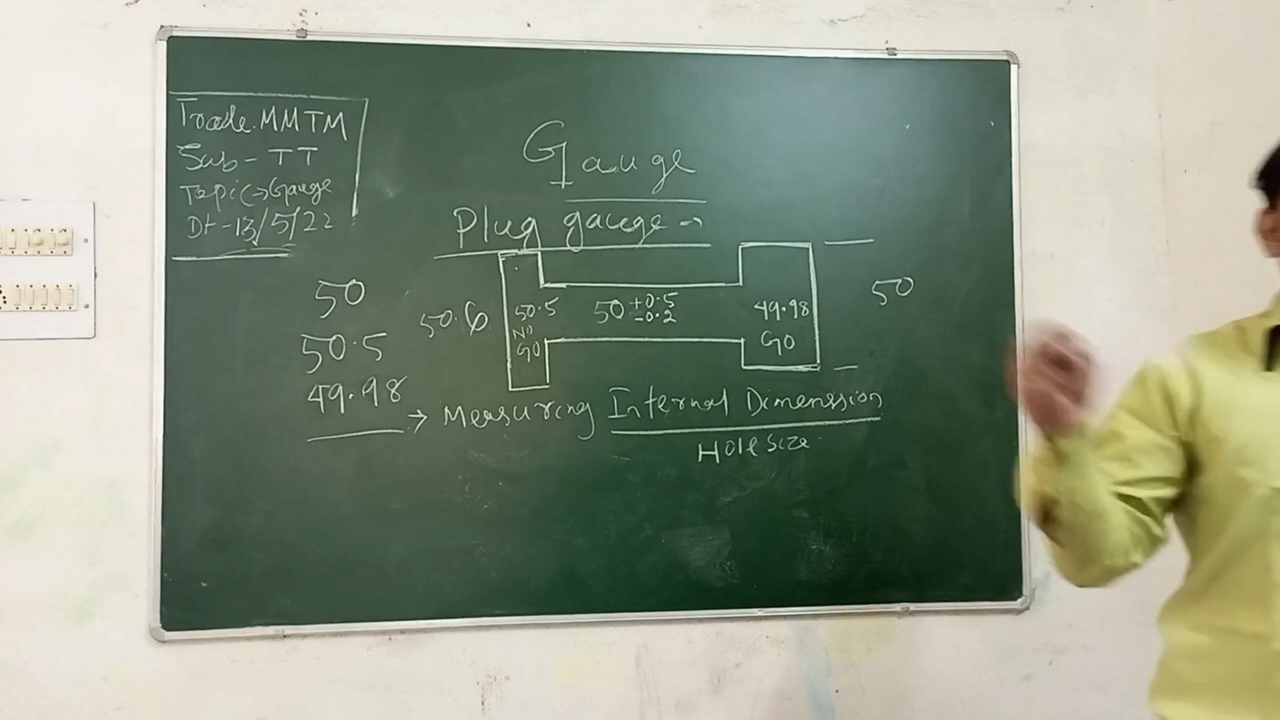 Trade. MMTM
Sub - TT
Topic → Gauge
Dt - 13/5/22
Gauge
Plug gauge →
50
50.5
49.98
50.6
50.5
NO
GO
50 +0.5
-0.2
49.98
GO
50
→ Measuring Internal Dimenssion
Hole Size